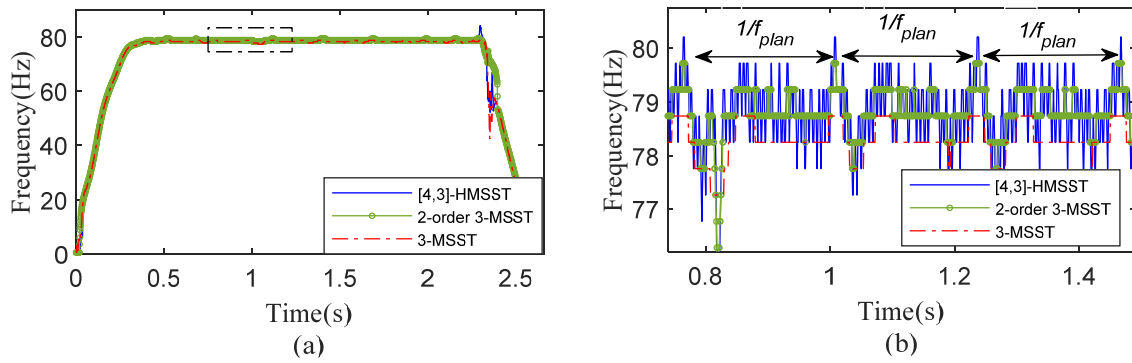 Frequency(Hz)
80
60
40
20
0
0
0.5
1
1.5
2
2.5
Time(s)
[4,3]-HMSST
2-order 3-MSST
3-MSST
(a)
Frequency(Hz)
80
79
78
77
0.8
1
1.2
1.4
Time(s)
1/fplan
1/fplan
1/fplan
[4,3]-HMSST
2-order 3-MSST
3-MSST
(b)